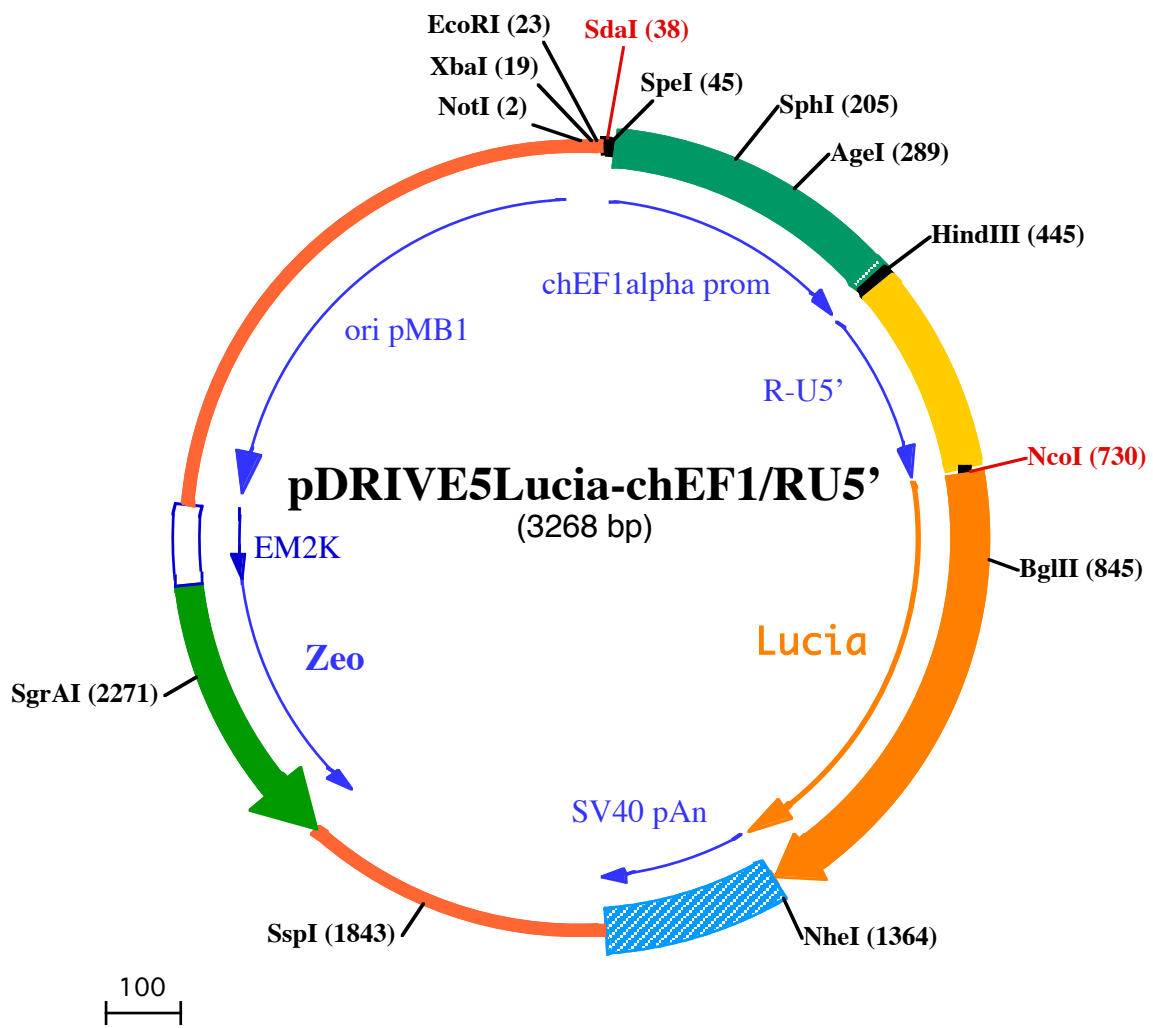 EcoRI (23)
SdaI (38)
XbaI (19)
SpeI (45)
NotI (2)
SphI (205)
AgeI (289)
HindIII (445)
chEF1alpha prom
ori pMB1
R-U5’
NcoI (730)
pDRIVE5Lucia-chEF1/RU5’
(3268 bp)
EM2K
BglII (845)
Lucia
Zeo
SgrAI (2271)
SV40 pAn
SspI (1843)
NheI (1364)
100